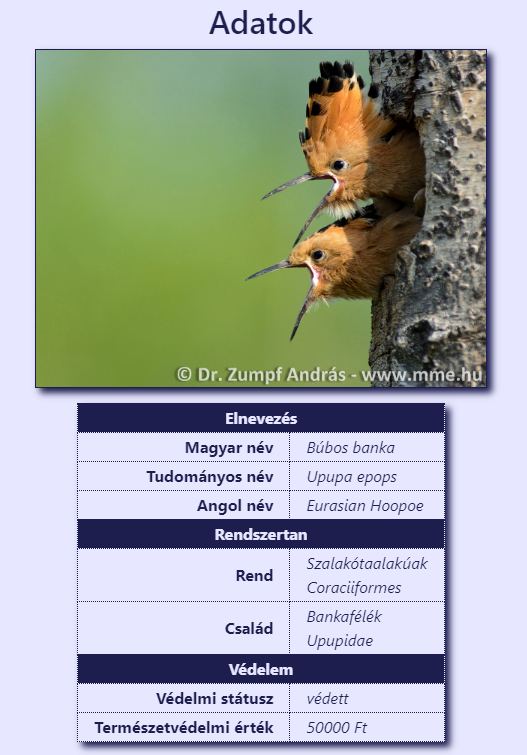 Adatok
© Dr. Zumpf András - www.mme.hu
Elnevezés
Magyar név Búbos banka
Tudományos név Upupa epops
Angol név Eurasian Hoopoe
Rendszertan
Rend Szalakótaalakúak
Coraciiformes
Család Bankafélék
Upupidae
Védelem
Védelmi státusz védett
Természetvédelmi érték 50000 Ft